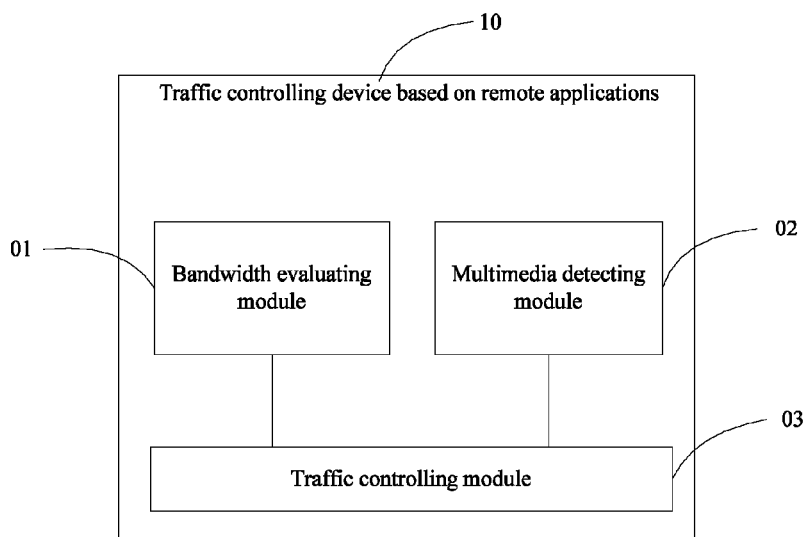 10
Traffic controlling device based on remote applications
01
Bandwidth evaluating
module
02
Multimedia detecting
module
03
Traffic controlling module